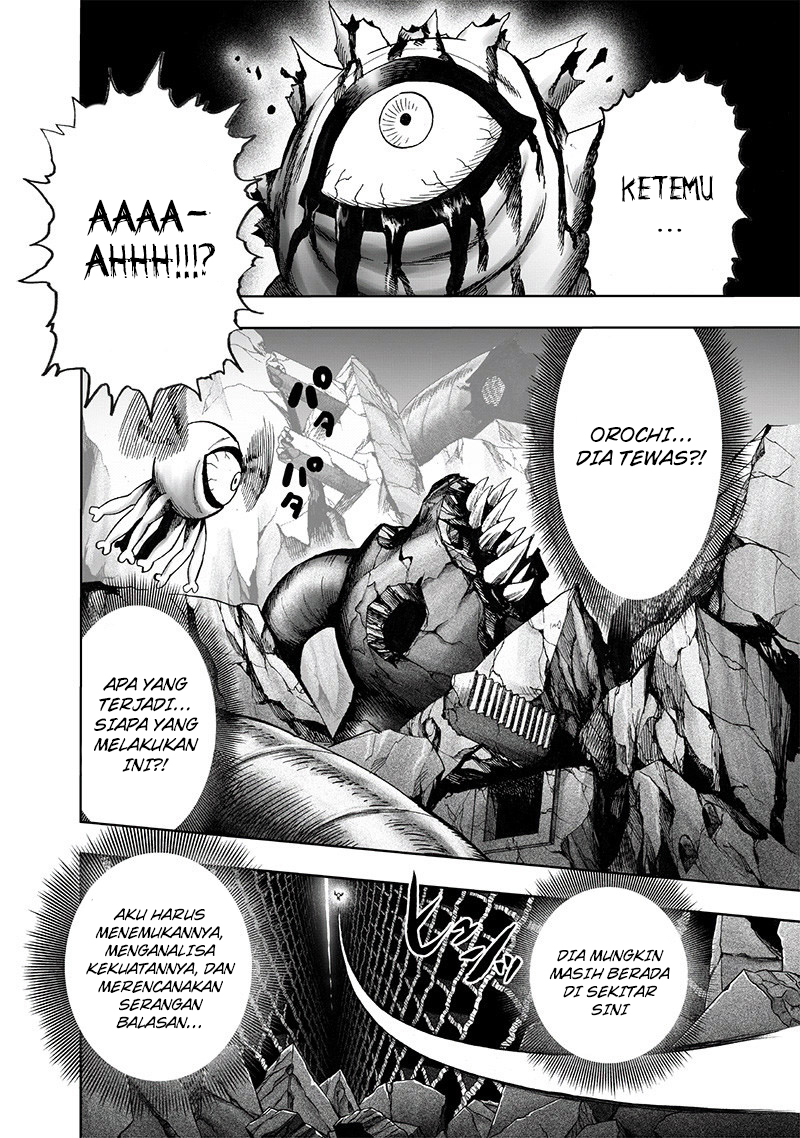 KETEMU
...
AAAA-
AHHH!!!?
OROCHI...
DIA TEWAS?!
パタ
パタ
APA YANG
TERJADI...
SIAPA YANG
MELAKUKAN
INI?!
DIA MUNGKIN
MASIH BERADA
DI SEKITAR
SINI
AKU HARUS
MENEMUKANNYA,
MENGANALISA
KEKUATANNYA, DAN
MERENCANAKAN
SERANGAN
BALASAN...